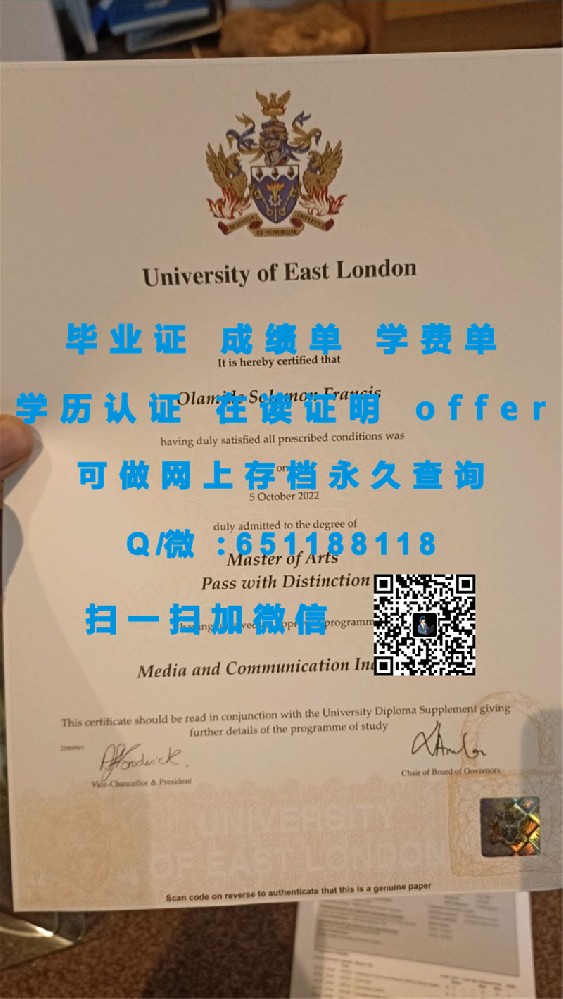 University of East London
毕业证 成绩单 学费单
It is hereby certified that
Olamide Solomon Francis
学历认证 在读证明 offer
having duly satisfied all prescribed conditions was
on
可做网上存档永久查询
5 October 2022
duly admitted to the degree of
Q/微：651188118
Master of Arts
Pass with Distinction
扫一扫加微信
Media and Communication
This certificate should be read in conjunction with the University Diploma Supplement giving
further details of the programme of study
Vice-Chancellor & President
Chair of Board of Governors
UNIVERSITY
OF EAST LONDON
Scan code on reverse to authenticate that this is a genuine paper